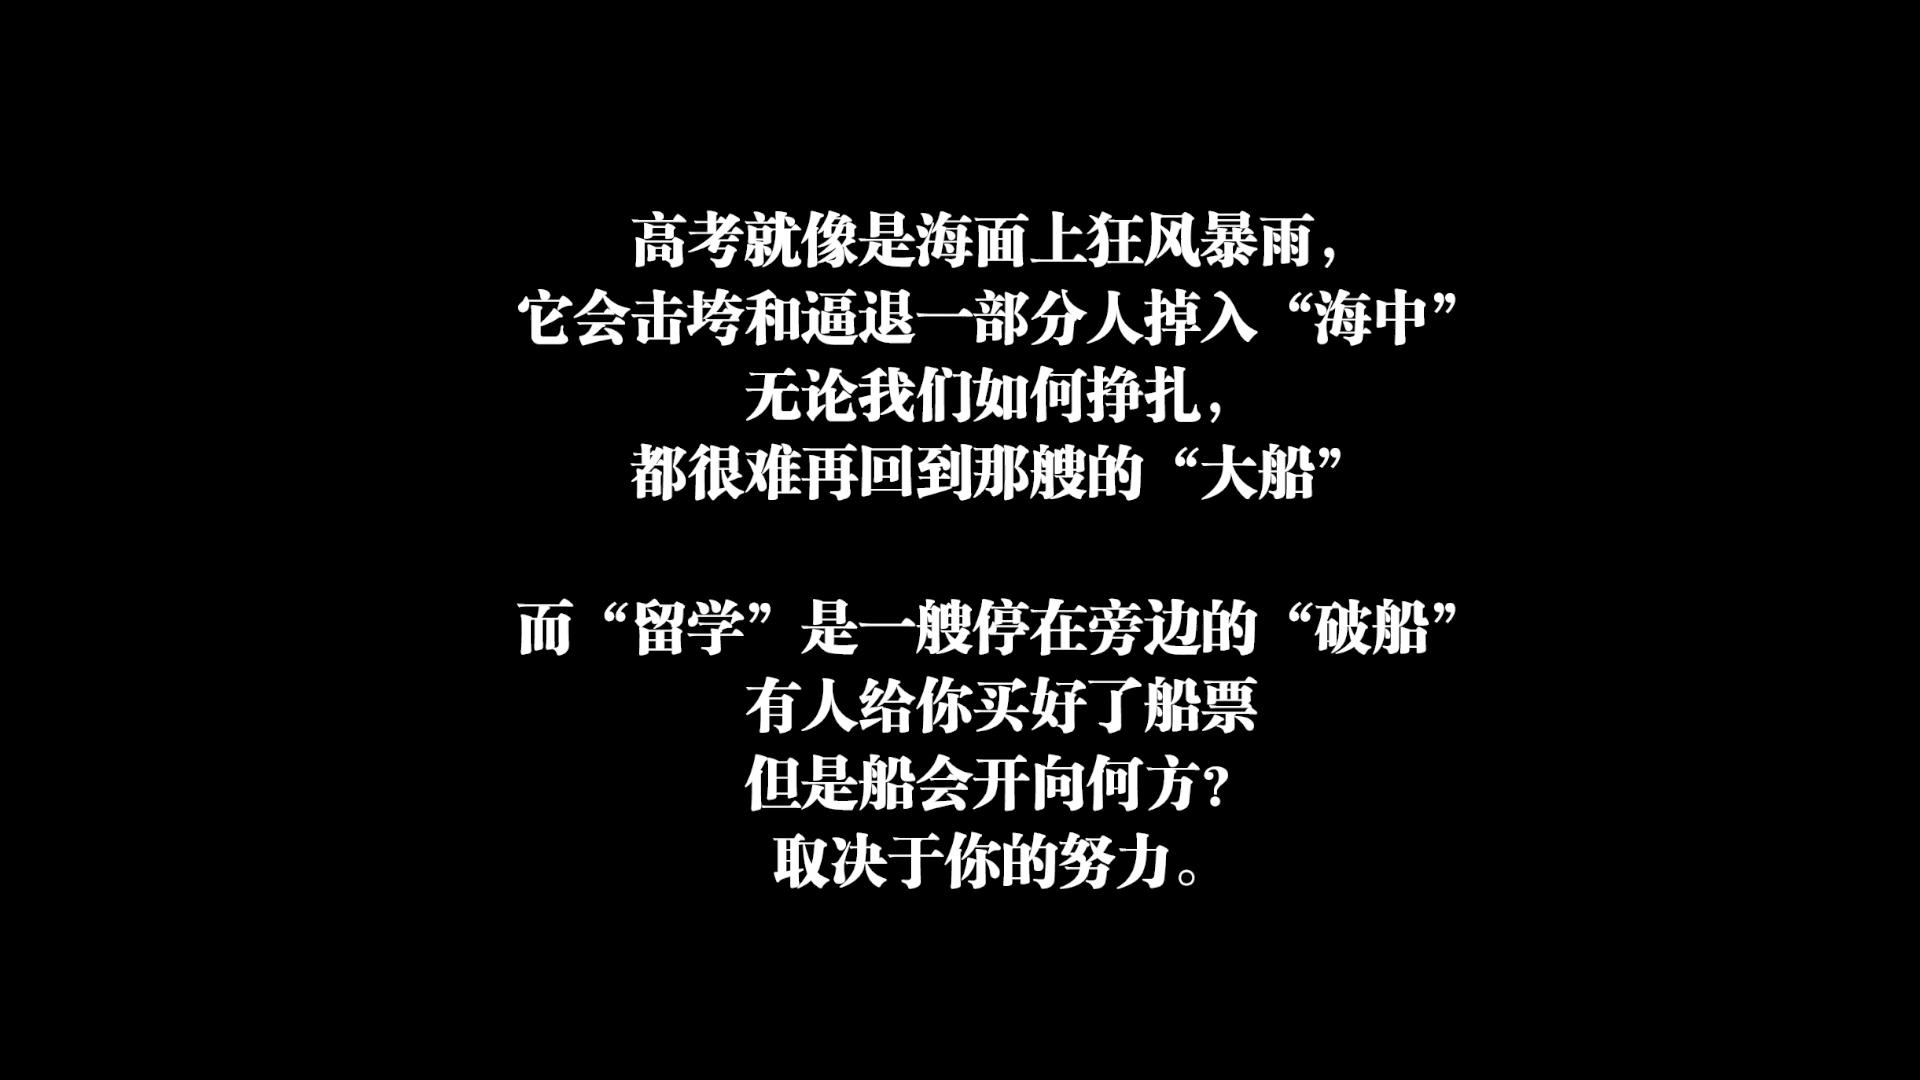 高考就像是海面上狂风暴雨，
它会击垮和逼退一部分人掉入“海中”
无论我们如何挣扎，
都很难再回到那艘的“大船”
而“留学”是一艘停在旁边的“破船”
有人给你买好了船票
但是船会开向何方？
取决于你的努力。